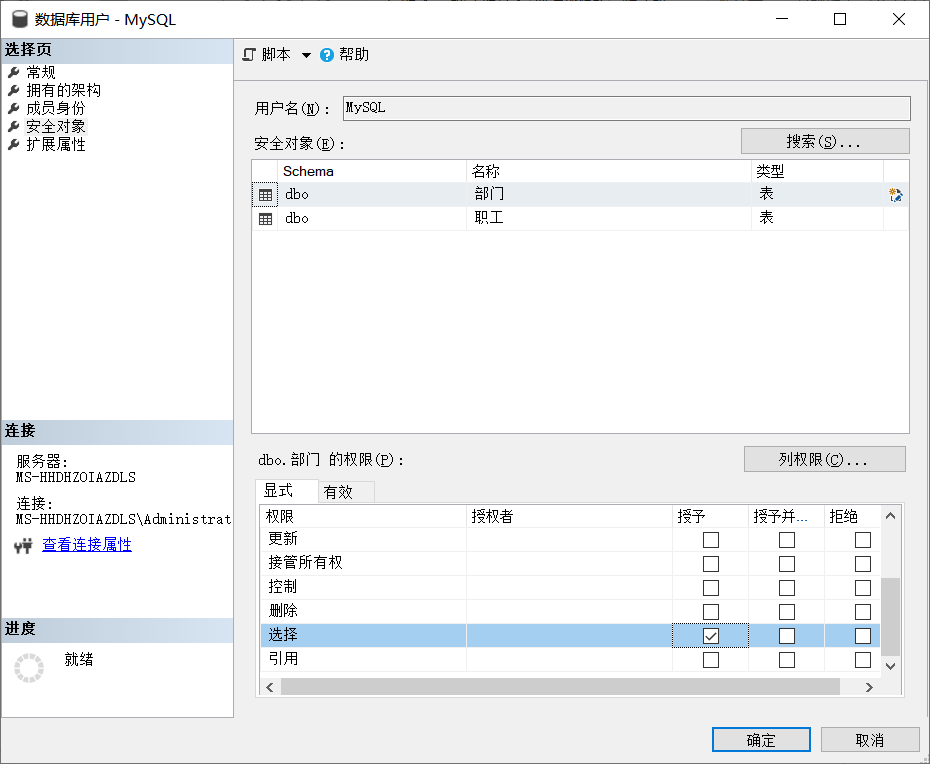 数据库用户 - MySQL
选择页
常规
拥有的架构
成员身份
安全对象
扩展属性
脚本 帮助
用户名(N):
MySQL
安全对象(E):
搜索(S)...
Schema 名称 类型
dbo 部门 表
dbo 职工 表
连接
服务器:
MS-HHDHZOIAZDLS
连接:
MS-HHDHZOIAZDLS\Administrat
查看连接属性
进度
就绪
dbo.部门 的权限(P):
列权限(C)...
显式 有效
权限 授权者 授予 授予并... 拒绝
更新
接管所有权
控制
删除
选择
引用
确定 取消